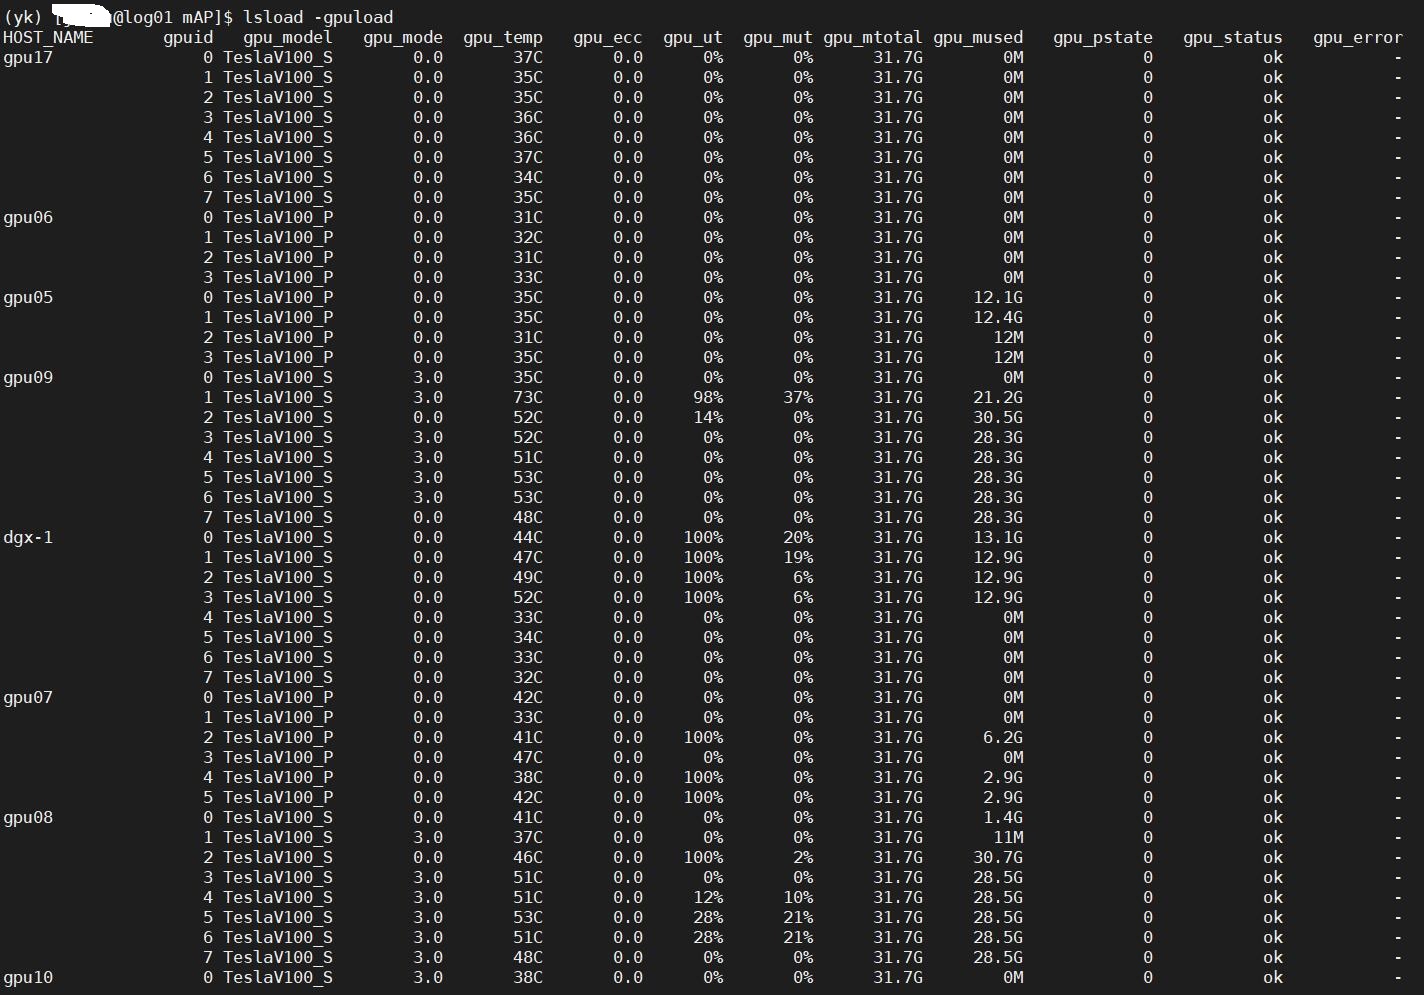 (yk) [@log01 mAP]$ lsload -gpuload
HOST_NAME gpuid gpu_model gpu_mode gpu_temp gpu_ecc gpu_ut gpu_mut gpu_mtotal gpu_mused gpu_pstate gpu_status gpu_error
gpu17 0 TeslaV100_S 0.0 37C 0.0 0% 0% 31.7G 0M 0 ok -
1 TeslaV100_S 0.0 35C 0.0 0% 0% 31.7G 0M 0 ok -
2 TeslaV100_S 0.0 35C 0.0 0% 0% 31.7G 0M 0 ok -
3 TeslaV100_S 0.0 36C 0.0 0% 0% 31.7G 0M 0 ok -
4 TeslaV100_S 0.0 36C 0.0 0% 0% 31.7G 0M 0 ok -
5 TeslaV100_S 0.0 37C 0.0 0% 0% 31.7G 0M 0 ok -
6 TeslaV100_S 0.0 34C 0.0 0% 0% 31.7G 0M 0 ok -
7 TeslaV100_S 0.0 35C 0.0 0% 0% 31.7G 0M 0 ok -
gpu06 0 TeslaV100_P 0.0 31C 0.0 0% 0% 31.7G 0M 0 ok -
1 TeslaV100_P 0.0 32C 0.0 0% 0% 31.7G 0M 0 ok -
2 TeslaV100_P 0.0 31C 0.0 0% 0% 31.7G 0M 0 ok -
3 TeslaV100_P 0.0 33C 0.0 0% 0% 31.7G 0M 0 ok -
gpu05 0 TeslaV100_P 0.0 35C 0.0 0% 0% 31.7G 12.1G 0 ok -
1 TeslaV100_P 0.0 35C 0.0 0% 0% 31.7G 12.4G 0 ok -
2 TeslaV100_P 0.0 31C 0.0 0% 0% 31.7G 12M 0 ok -
3 TeslaV100_P 0.0 35C 0.0 0% 0% 31.7G 12M 0 ok -
gpu09 0 TeslaV100_S 3.0 35C 0.0 0% 0% 31.7G 0M 0 ok -
1 TeslaV100_S 3.0 73C 0.0 98% 37% 31.7G 21.2G 0 ok -
2 TeslaV100_S 0.0 52C 0.0 14% 0% 31.7G 30.5G 0 ok -
3 TeslaV100_S 3.0 52C 0.0 0% 0% 31.7G 28.3G 0 ok -
4 TeslaV100_S 3.0 51C 0.0 0% 0% 31.7G 28.3G 0 ok -
5 TeslaV100_S 3.0 53C 0.0 0% 0% 31.7G 28.3G 0 ok -
6 TeslaV100_S 3.0 53C 0.0 0% 0% 31.7G 28.3G 0 ok -
7 TeslaV100_S 0.0 48C 0.0 0% 0% 31.7G 28.3G 0 ok -
dgx-1 0 TeslaV100_S 0.0 44C 0.0 100% 20% 31.7G 13.1G 0 ok -
1 TeslaV100_S 0.0 47C 0.0 100% 19% 31.7G 12.9G 0 ok -
2 TeslaV100_S 0.0 49C 0.0 100% 6% 31.7G 12.9G 0 ok -
3 TeslaV100_S 0.0 52C 0.0 100% 6% 31.7G 12.9G 0 ok -
4 TeslaV100_S 0.0 33C 0.0 0% 0% 31.7G 0M 0 ok -
5 TeslaV100_S 0.0 34C 0.0 0% 0% 31.7G 0M 0 ok -
6 TeslaV100_S 0.0 33C 0.0 0% 0% 31.7G 0M 0 ok -
7 TeslaV100_S 0.0 32C 0.0 0% 0% 31.7G 0M 0 ok -
gpu07 0 TeslaV100_P 0.0 42C 0.0 0% 0% 31.7G 0M 0 ok -
1 TeslaV100_P 0.0 33C 0.0 0% 0% 31.7G 0M 0 ok -
2 TeslaV100_P 0.0 41C 0.0 100% 0% 31.7G 6.2G 0 ok -
3 TeslaV100_P 0.0 47C 0.0 0% 0% 31.7G 0M 0 ok -
4 TeslaV100_P 0.0 38C 0.0 100% 0% 31.7G 2.9G 0 ok -
5 TeslaV100_P 0.0 42C 0.0 100% 0% 31.7G 2.9G 0 ok -
gpu08 0 TeslaV100_S 0.0 41C 0.0 0% 0% 31.7G 1.4G 0 ok -
1 TeslaV100_S 3.0 37C 0.0 0% 0% 31.7G 11M 0 ok -
2 TeslaV100_S 0.0 46C 0.0 100% 2% 31.7G 30.7G 0 ok -
3 TeslaV100_S 3.0 51C 0.0 0% 0% 31.7G 28.5G 0 ok -
4 TeslaV100_S 3.0 51C 0.0 12% 10% 31.7G 28.5G 0 ok -
5 TeslaV100_S 3.0 53C 0.0 28% 21% 31.7G 28.5G 0 ok -
6 TeslaV100_S 3.0 51C 0.0 28% 21% 31.7G 28.5G 0 ok -
7 TeslaV100_S 3.0 48C 0.0 0% 0% 31.7G 28.5G 0 ok -
gpu10 0 TeslaV100_S 3.0 38C 0.0 0% 0% 31.7G 0M 0 ok -